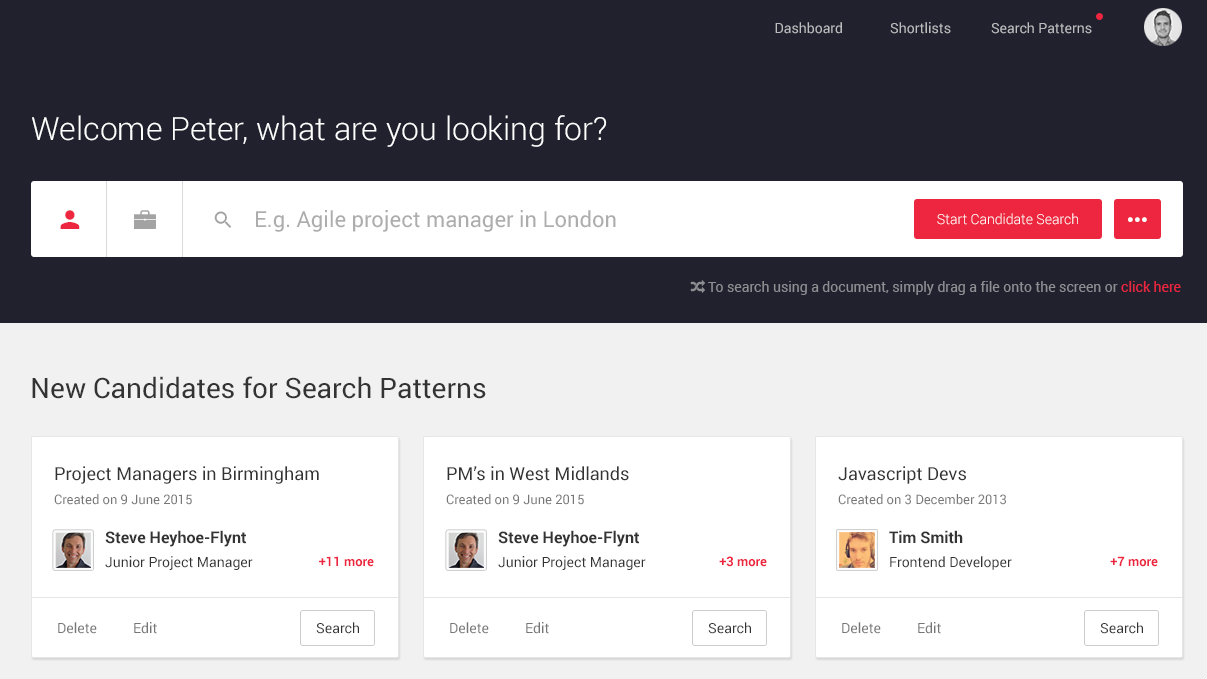 Dashboard Shortlists Search Patterns
Welcome Peter, what are you looking for?
E.g. Agile project manager in London
Start Candidate Search
To search using a document, simply drag a file onto the screen or click here
New Candidates for Search Patterns
Project Managers in Birmingham
Created on 9 June 2015
Steve Heyhoe-Flynt
Junior Project Manager
+11 more
Delete Edit Search
PM’s in West Midlands
Created on 9 June 2015
Steve Heyhoe-Flynt
Junior Project Manager
+3 more
Delete Edit Search
Javascript Devs
Created on 3 December 2013
Tim Smith
Frontend Developer
+7 more
Delete Edit Search